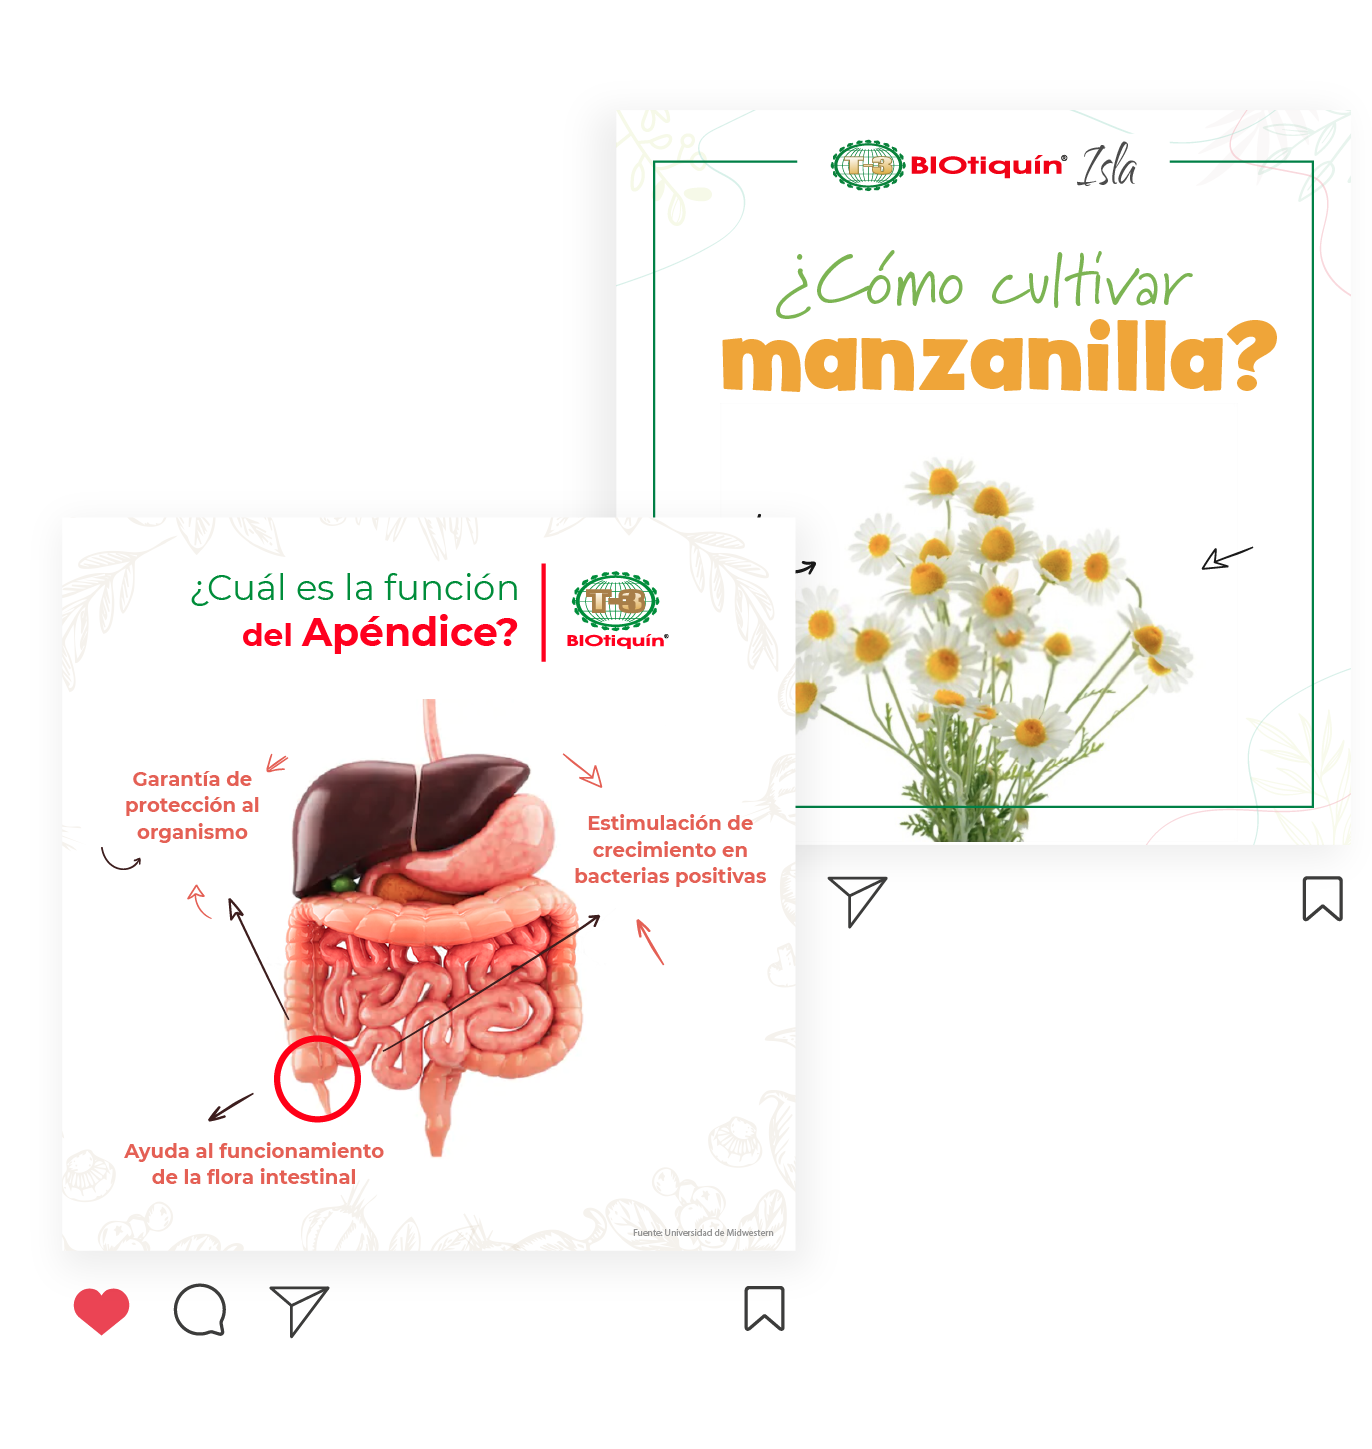 T-3 BIOtiquín® Isla
¿Cómo cultivar
manzanilla?
¿Cuál es la función
del Apéndice?
T-3
BIOtiquín®
Garantía de
protección al
organismo
Estimulación de
crecimiento en
bacterias positivas
Ayuda al funcionamiento
de la flora intestinal
Fuente: Universidad de Midwestern